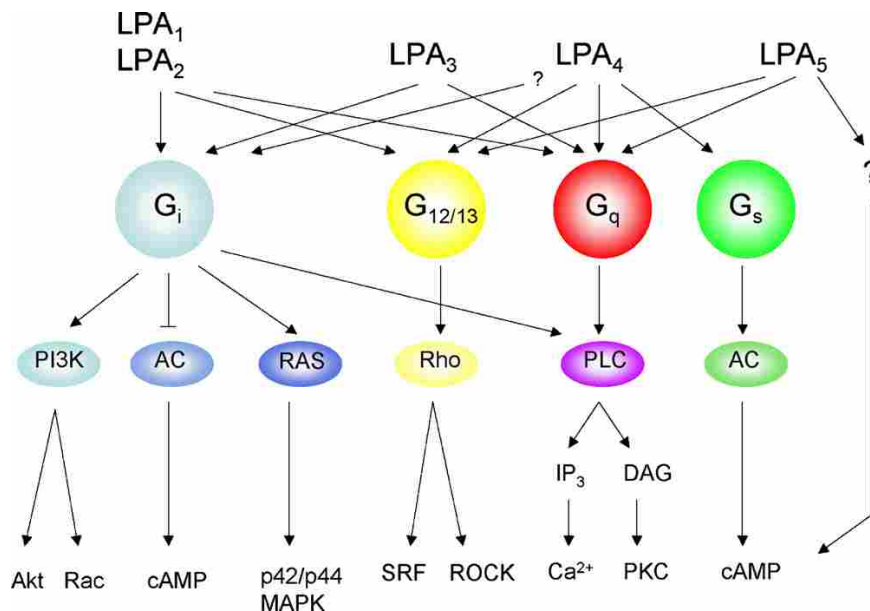 LPA₁
LPA₂
LPA₃
LPA₄
LPA₅
?
?
Gᵢ
G₁₂/₁₃
G_q
Gₛ
PI3K
AC
RAS
Rho
PLC
AC
IP₃
DAG
Akt
Rac
cAMP
p42/p44
MAPK
SRF
ROCK
Ca²⁺
PKC
cAMP